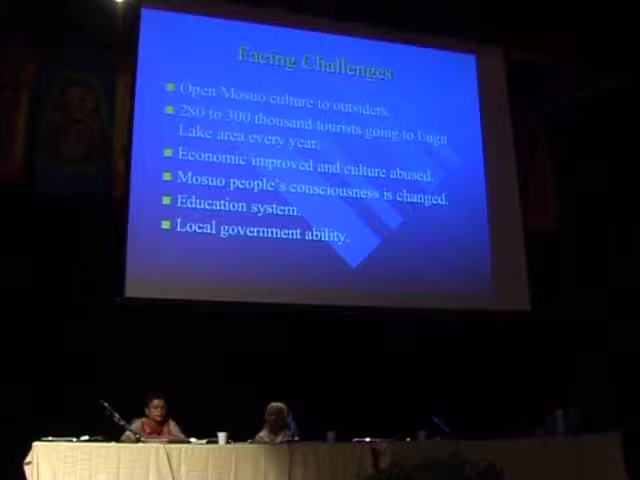 Facing Challenges
Open Mosuo culture to outsiders.
280 to 300 thousand tourists going to Lugu
Lake area every year.
Economic improved and culture abused.
Mosuo people's consciousness is changed.
Education system.
Local government ability.